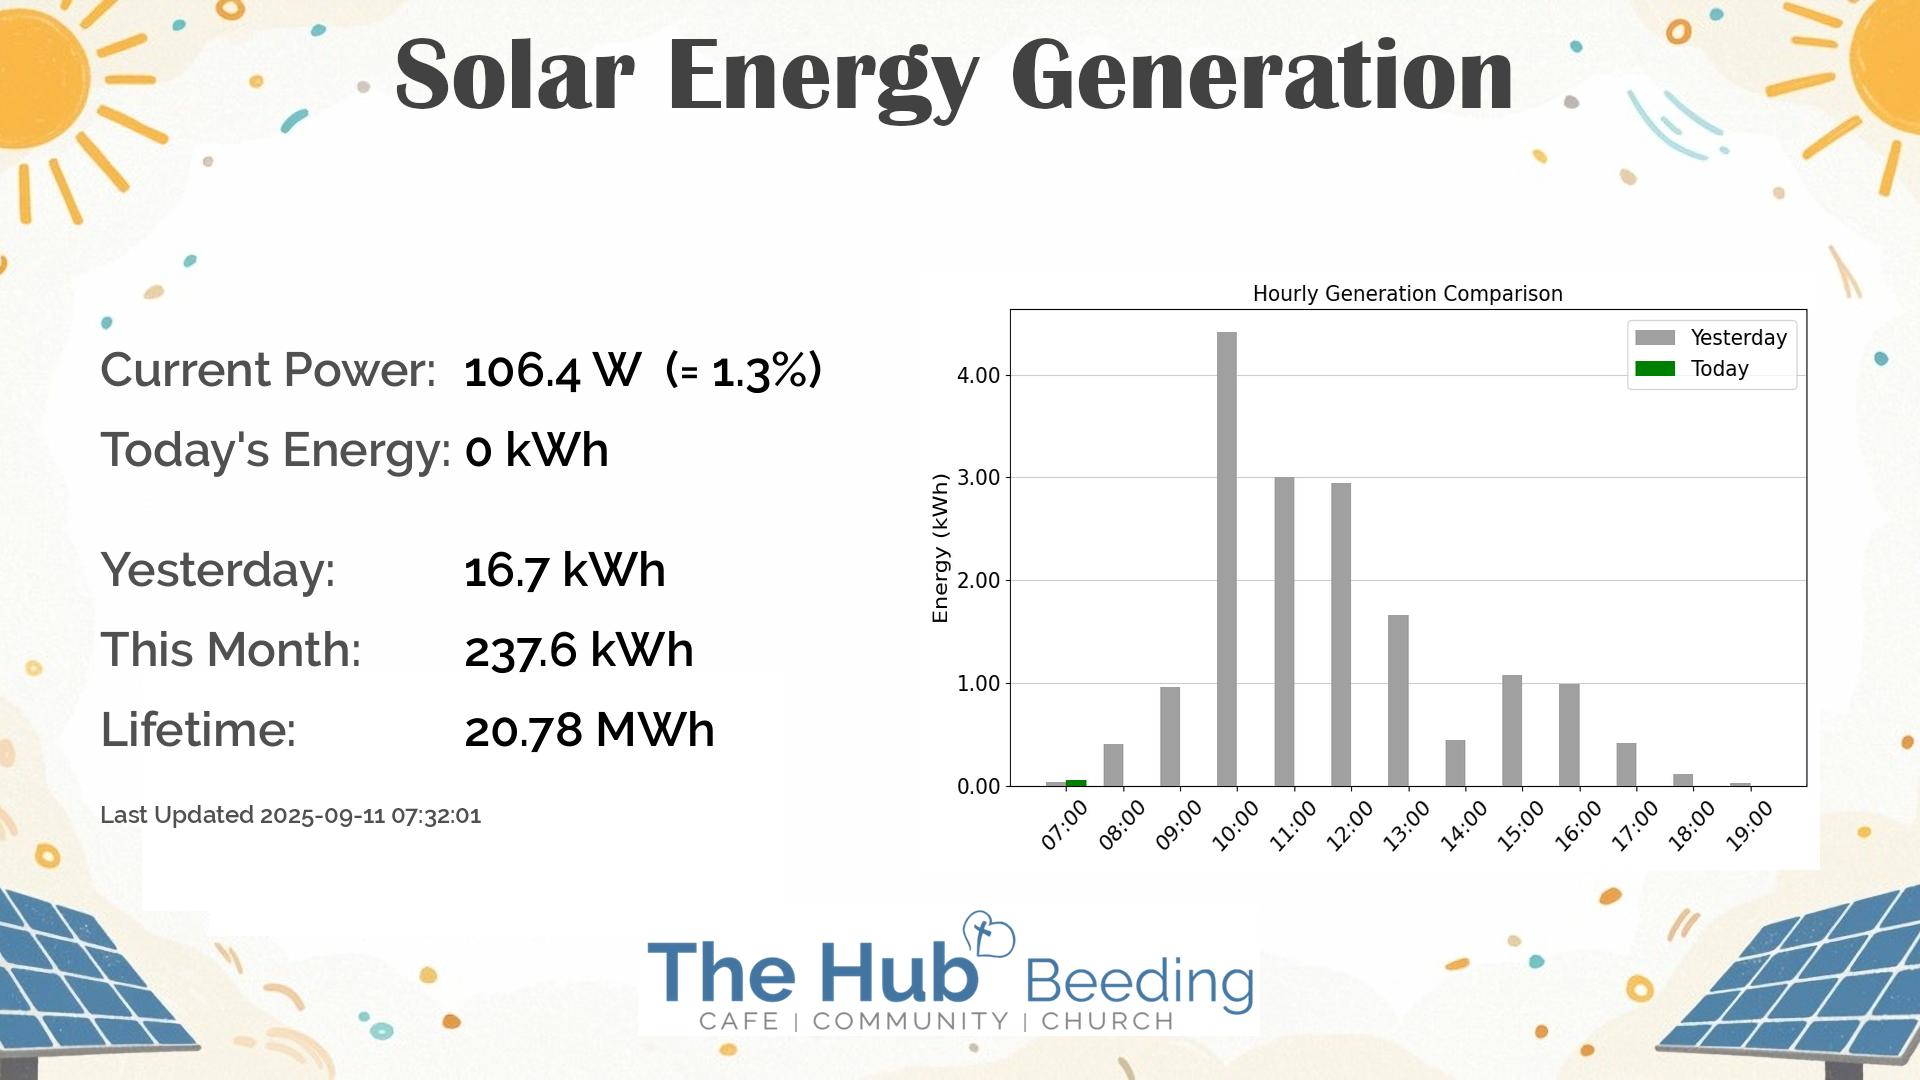 Solar Energy Generation
Current Power: 106.4 W (= 1.3%)
Today's Energy: 0 kWh
Yesterday: 16.7 kWh
This Month: 237.6 kWh
Lifetime: 20.78 MWh
Last Updated 2025-09-11 07:32:01
Hourly Generation Comparison
Yesterday
Today
Energy (kWh)
4.00
3.00
2.00
1.00
0.00
07:00 08:00 09:00 10:00 11:00 12:00 13:00 14:00 15:00 16:00 17:00 18:00 19:00
The Hub Beeding
CAFE | COMMUNITY | CHURCH